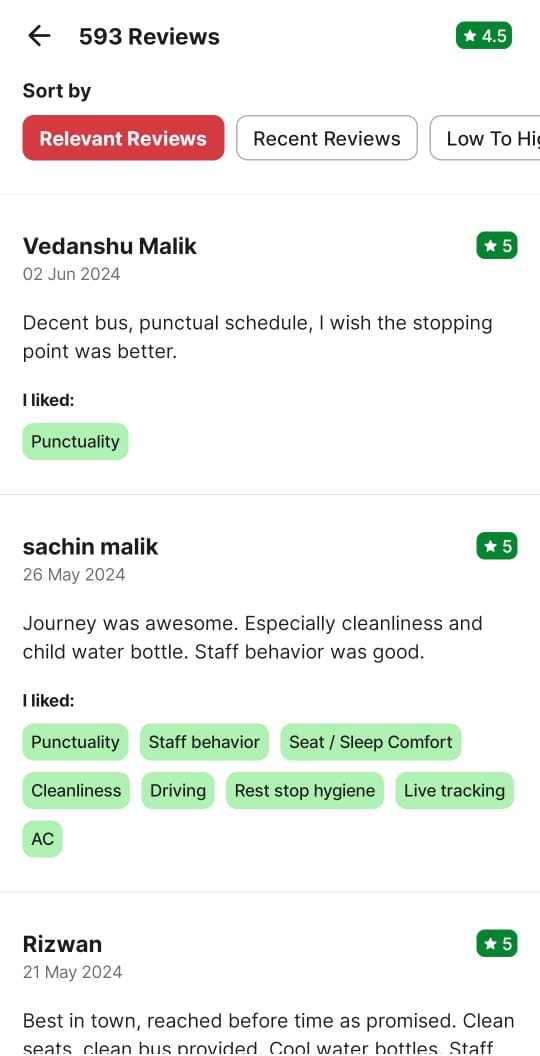 593 Reviews
4.5
Sort by
Relevant Reviews
Recent Reviews
Low To Hig
Vedanshu Malik
5
02 Jun 2024
Decent bus, punctual schedule, I wish the stopping
point was better.
I liked:
Punctuality
sachin malik
5
26 May 2024
Journey was awesome. Especially cleanliness and
child water bottle. Staff behavior was good.
I liked:
Punctuality
Staff behavior
Seat / Sleep Comfort
Cleanliness
Driving
Rest stop hygiene
Live tracking
AC
Rizwan
5
21 May 2024
Best in town, reached before time as promised. Clean
seats, clean bus provided. Cool water bottles. Staff